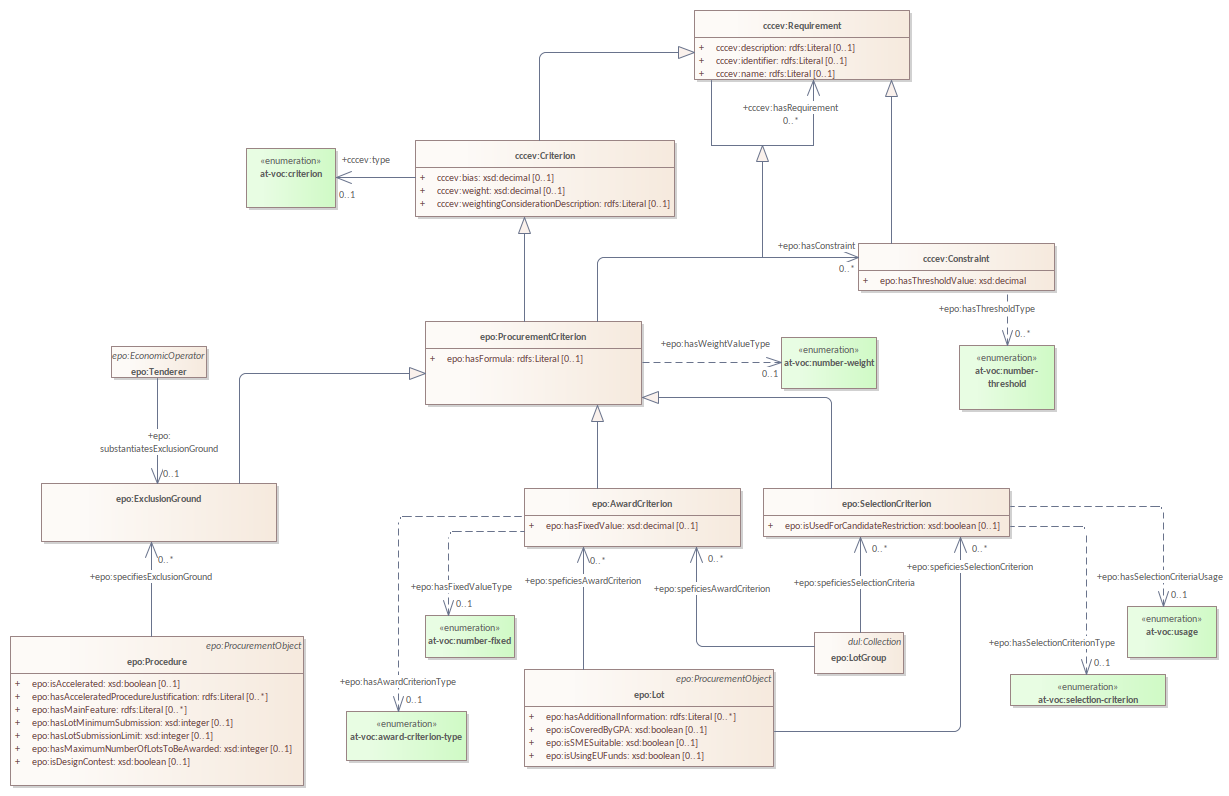 cccev:Requirement
+ cccev:description: rdfs:Literal [0..1]
+ cccev:identifier: rdfs:Literal [0..1]
+ cccev:name: rdfs:Literal [0..1]
+cccev:hasRequirement
0..*
cccev:Criterion
+ cccev:bias: xsd:decimal [0..1]
+ cccev:weight: xsd:decimal [0..1]
+ cccev:weightingConsiderationDescription: rdfs:Literal [0..1]
+cccev:type
0..1
«enumeration»
at-voc:criterion
+epo:hasConstraint
0..*
cccev:Constraint
+ epo:hasThresholdValue: xsd:decimal
+epo:hasThresholdType
0..*
«enumeration»
at-voc:number-
threshold
epo:ProcurementCriterion
+ epo:hasFormula: rdfs:Literal [0..1]
+epo:hasWeightValueType
0..1
«enumeration»
at-voc:number-weight
epo:EconomicOperator
epo:Tenderer
+epo:
substantiatesExclusionGround
0..1
epo:ExclusionGround
0..*
+epo:specifiesExclusionGround
epo:ProcurementObject
epo:Procedure
+ epo:isAccelerated: xsd:boolean [0..1]
+ epo:hasAcceleratedProcedureJustification: rdfs:Literal [0..*]
+ epo:hasMainFeature: rdfs:Literal [0..*]
+ epo:hasLotMinimumSubmission: xsd:integer [0..1]
+ epo:hasLotSubmissionLimit: xsd:integer [0..1]
+ epo:hasMaximumNumberOfLotsToBeAwarded: xsd:integer [0..1]
+ epo:isDesignContest: xsd:boolean [0..1]
epo:AwardCriterion
+ epo:hasFixedValue: xsd:decimal [0..1]
epo:SelectionCriterion
+ epo:isUsedForCandidateRestriction: xsd:boolean [0..1]
0..*
+epo:speficiesAwardCriterion
0..*
+epo:speficiesAwardCriterion
0..*
+epo:speficiesSelectionCriteria
0..*
+epo:speficiesSelectionCriterion
+epo:hasFixedValueType
0..1
«enumeration»
at-voc:number-fixed
+epo:hasAwardCriterionType
0..1
«enumeration»
at-voc:award-criterion-type
+epo:hasSelectionCriteriaUsage
0..1
«enumeration»
at-voc:usage
+epo:hasSelectionCriterionType
0..1
«enumeration»
at-voc:selection-criterion
dul:Collection
epo:LotGroup
epo:ProcurementObject
epo:Lot
+ epo:hasAdditionalInformation: rdfs:Literal [0..*]
+ epo:isCoveredByGPA: xsd:boolean [0..1]
+ epo:isSMESuitable: xsd:boolean [0..1]
+ epo:isUsingEUFunds: xsd:boolean [0..1]